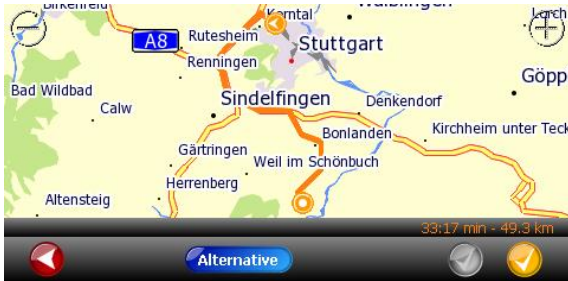 Korntal
A8
Rutesheim
Stuttgart
Renningen
Göpp
Bad Wildbad
Calw
Sindelfingen
Denkendorf
Bonlanden
Kirchheim unter Teck
Gärtringen
Weil im Schönbuch
Herrenberg
Altensteig
33:17 min - 49.3 km
Alternative